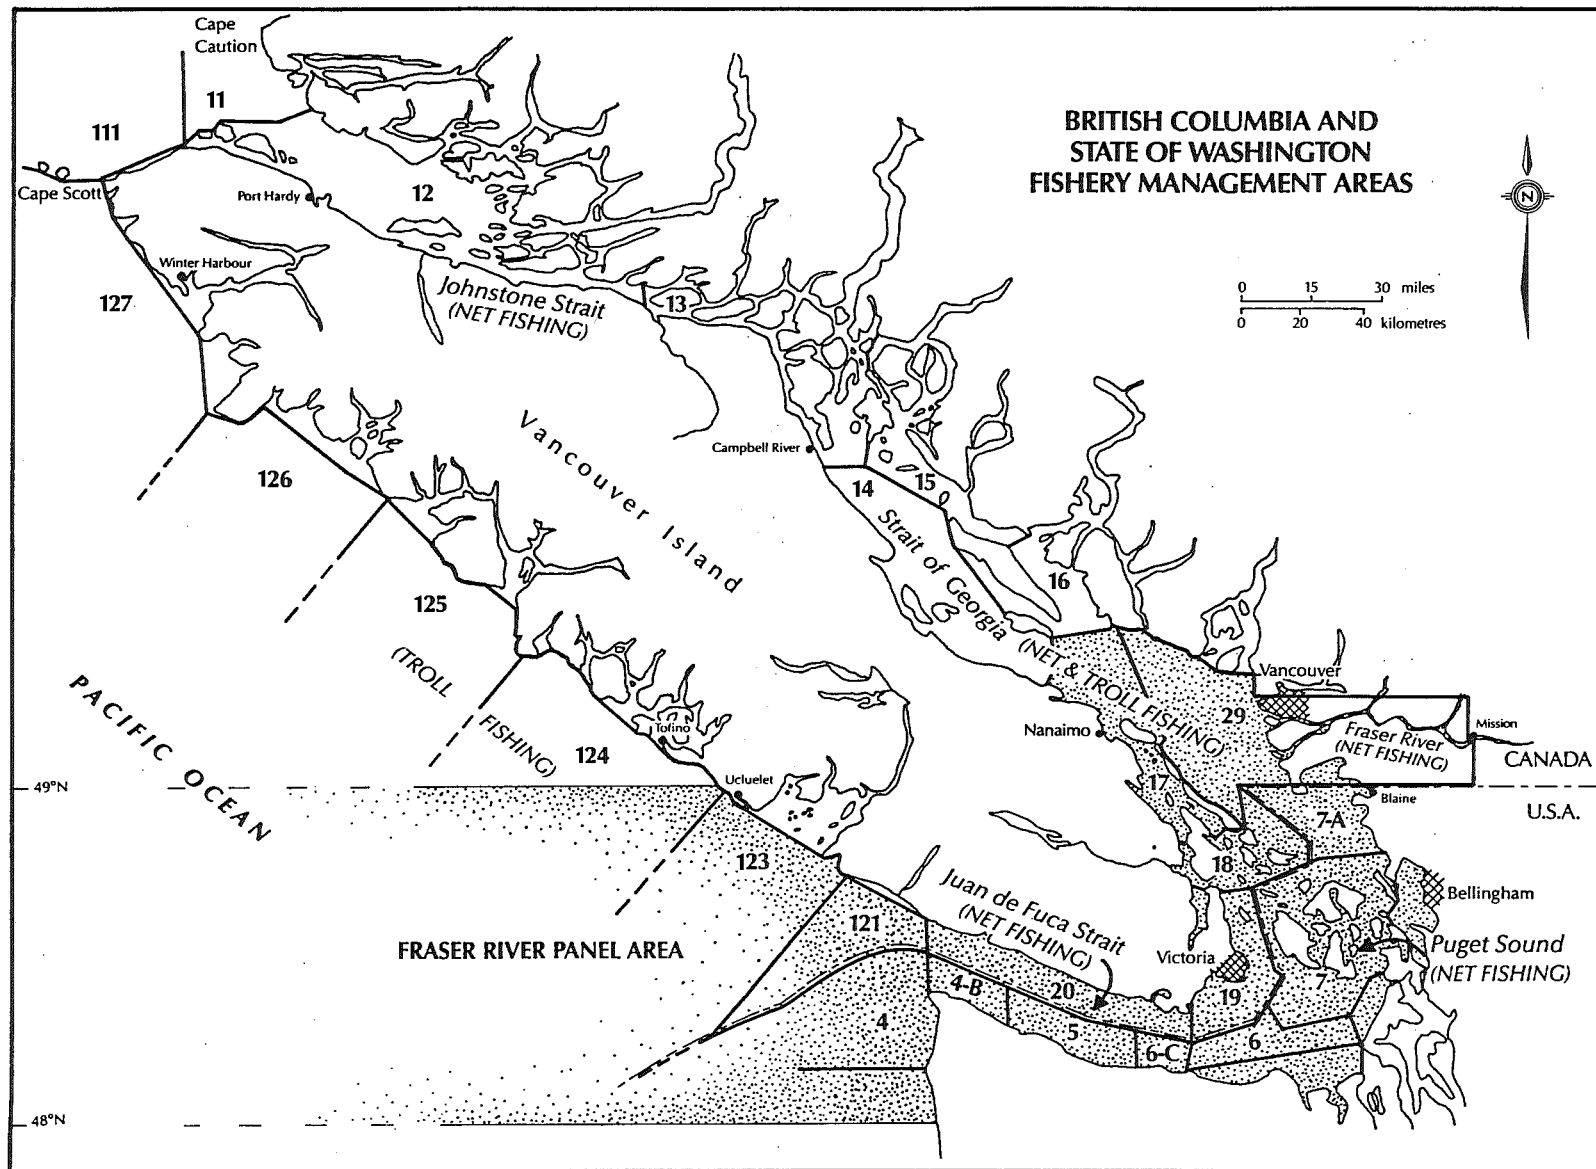 Cape
Caution
11
111
Cape Scott
Port Hardy
12
Winter Harbour
127
Johnstone Strait
(NET FISHING)
13
BRITISH COLUMBIA AND
STATE OF WASHINGTON
FISHERY MANAGEMENT AREAS
N
0 15 30 miles
0 20 40 kilometres
Vancouver Island
Campbell River
126
14
15
Strait of Georgia
(NET & TROLL FISHING)
16
125
(TROLL
FISHING)
PACIFIC OCEAN
124
Tofino
Ucluelet
Vancouver
29
Nanaimo
Fraser River
(NET FISHING)
Mission
CANADA
49°N
17
Blaine
U.S.A.
7-A
123
18
Bellingham
121
Juan de Fuca Strait
(NET FISHING)
FRASER RIVER PANEL AREA
Victoria
Puget Sound
(NET FISHING)
4-B
20
19
7
4
5
6-C
6
48°N